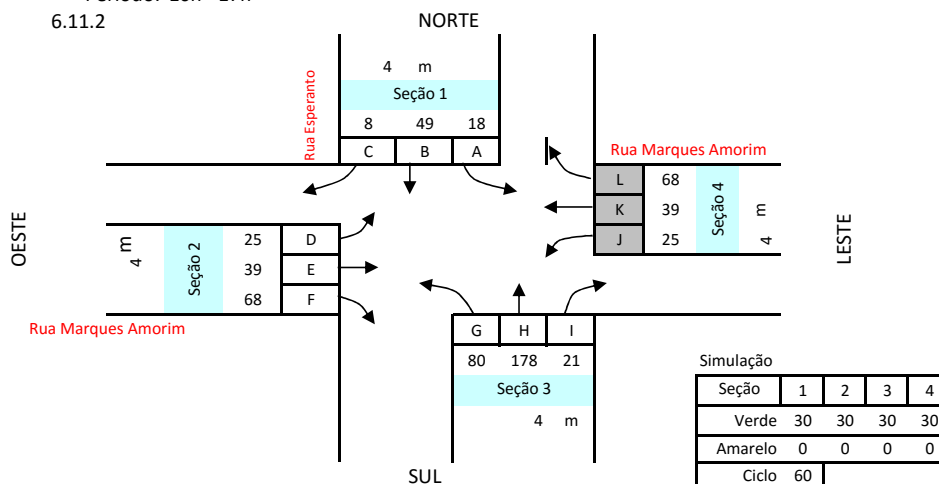 Período: 16h - 17h
6.11.2
NORTE
4 m
Seção 1
8 49 18
C B A
Rua Esperanto
Rua Marques Amorim
L 68
K 39
J 25
Seção 4
4 m
LESTE
OESTE
4 m
Seção 2
25 D
39 E
68 F
Rua Marques Amorim
G H I
80 178 21
Seção 3
4 m
SUL
Simulação
Seção 1 2 3 4
Verde 30 30 30 30
Amarelo 0 0 0 0
Ciclo 60